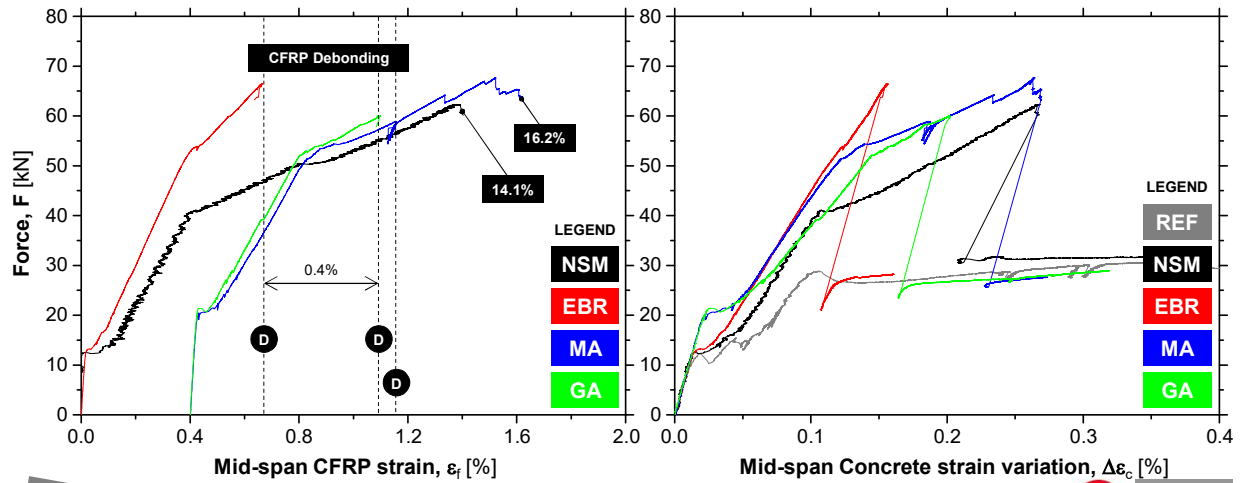 80
70
60
50
40
30
20
10
0
Force, F [kN]
CFRP Debonding
16.2%
14.1%
0.4%
D
D
D
LEGEND
NSM
EBR
MA
GA
0.0 0.4 0.8 1.2 1.6 2.0
Mid-span CFRP strain, εf [%]
80
70
60
50
40
30
20
10
0
LEGEND
REF
NSM
EBR
MA
GA
0.0 0.1 0.2 0.3 0.4
Mid-span Concrete strain variation, Δεc [%]